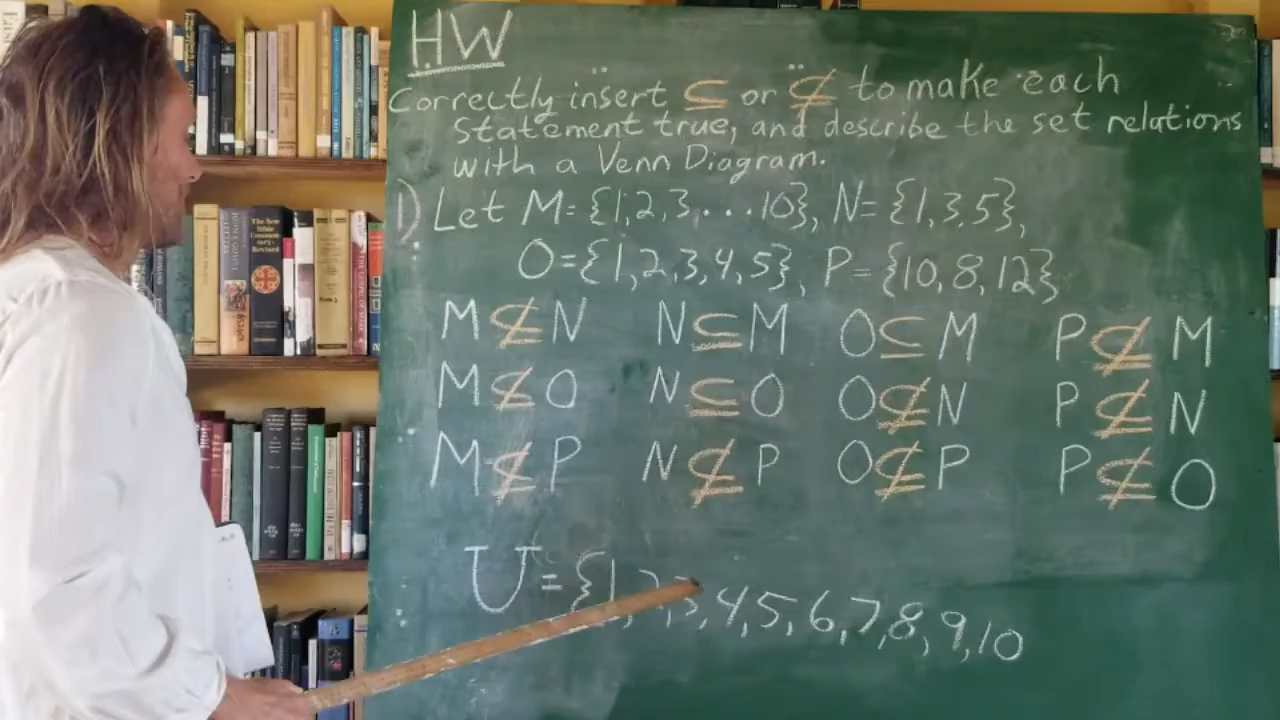 HW
Correctly insert ⊆ or ⊈ to make each
statement true, and describe the set relations
with a Venn Diagram.
1) Let M = {1,2,3...10}, N = {1,3,5},
O = {1,2,3,4,5}, P = {10,8,12}
M ⊈ N N ⊆ M O ⊆ M P ⊈ M
M ⊈ O N ⊆ O O ⊈ N P ⊈ N
M ⊈ P N ⊈ P O ⊈ P P ⊈ O
U = {1,2,3,4,5,6,7,8,9,10